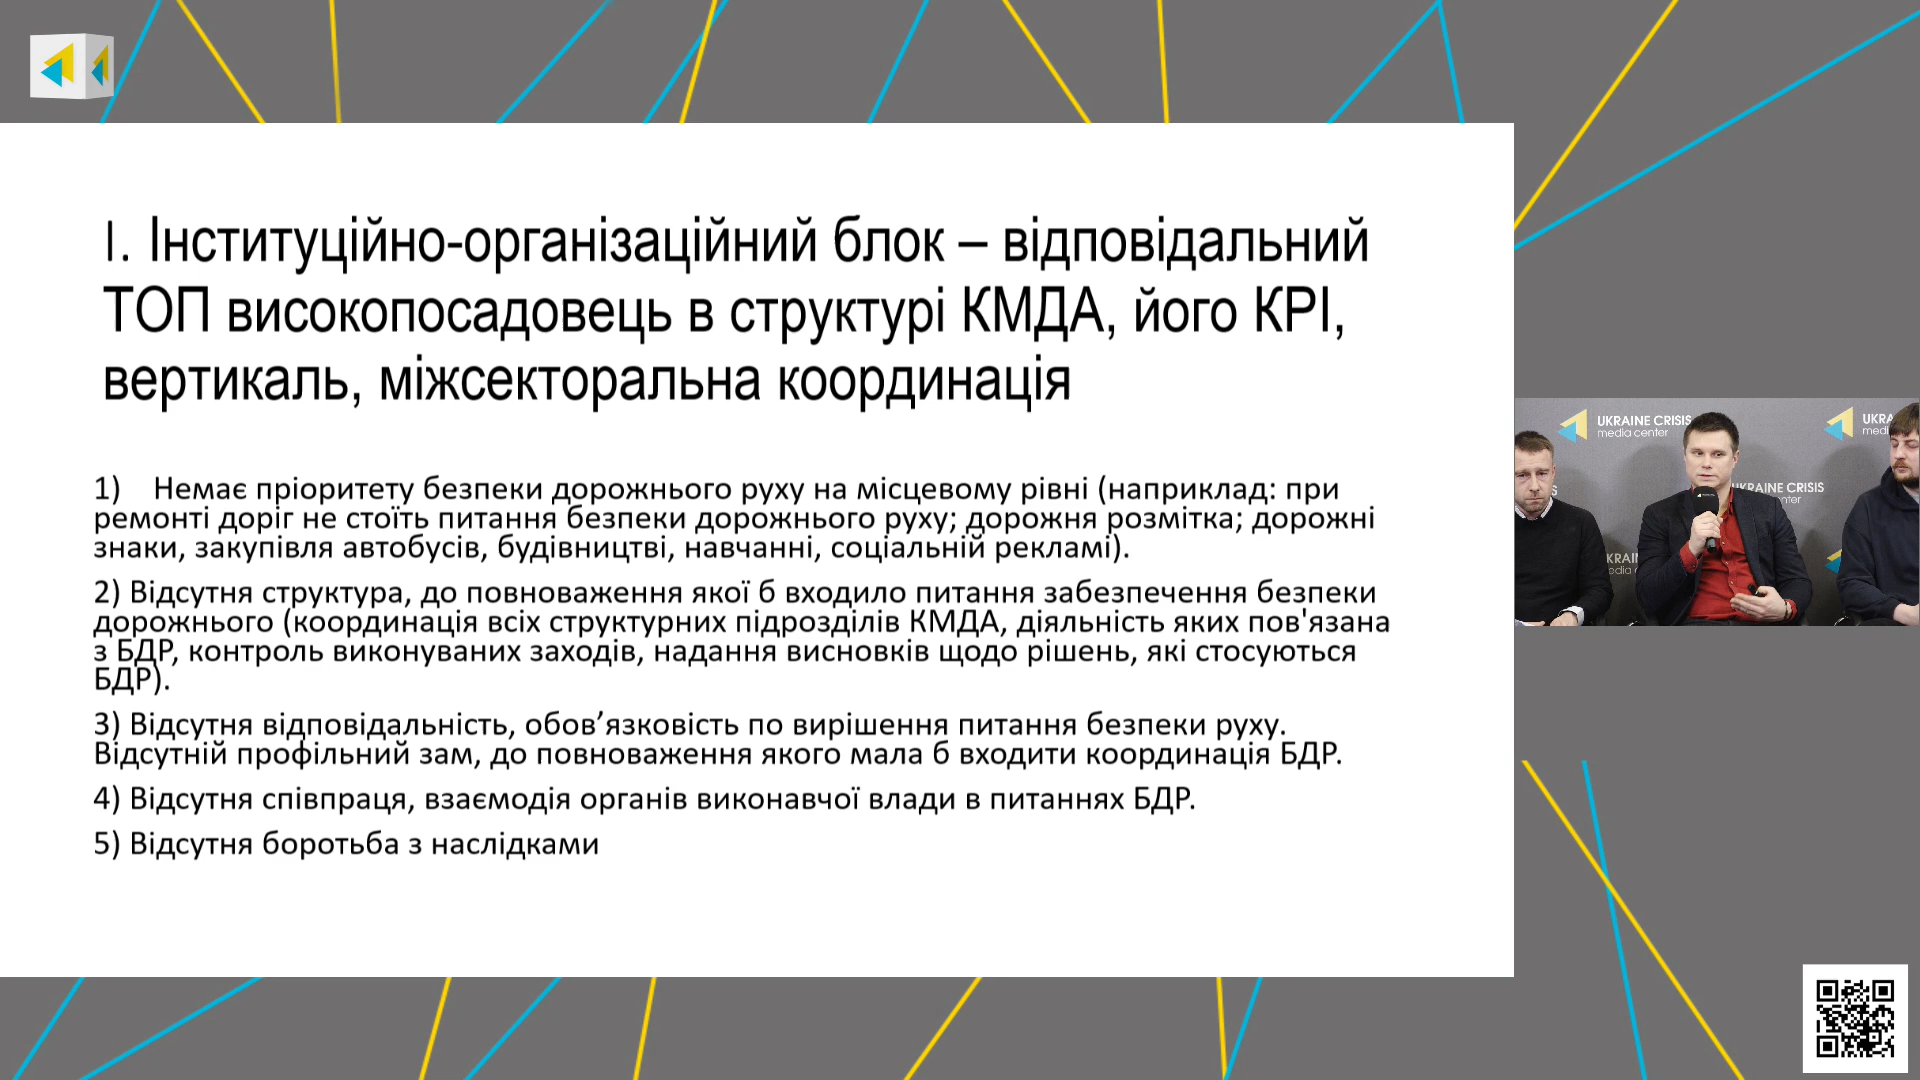 І. Інституційно-організаційний блок – відповідальний
ТОП високопосадовець в структурі КМДА, його KPI,
вертикаль, міжсекторальна координація
1) Немає пріоритету безпеки дорожнього руху на місцевому рівні (наприклад: при
ремонті доріг не стоїть питання безпеки дорожнього руху; дорожня розмітка; дорожні
знаки, закупівля автобусів, будівництві, навчанні, соціальній рекламі).
2) Відсутня структура, до повноваження якої б входило питання забезпечення безпеки
дорожнього (координація всіх структурних підрозділів КМДА, діяльність яких пов'язана
з БДР, контроль виконуваних заходів, надання висновків щодо рішень, які стосуються
БДР).
3) Відсутня відповідальність, обов’язковість по вирішення питання безпеки руху.
Відсутній профільний зам, до повноваження якого мала б входити координація БДР.
4) Відсутня співпраця, взаємодія органів виконавчої влади в питаннях БДР.
5) Відсутня боротьба з наслідками
UKRAINE CRISIS
media center
UKRAINE CRISIS